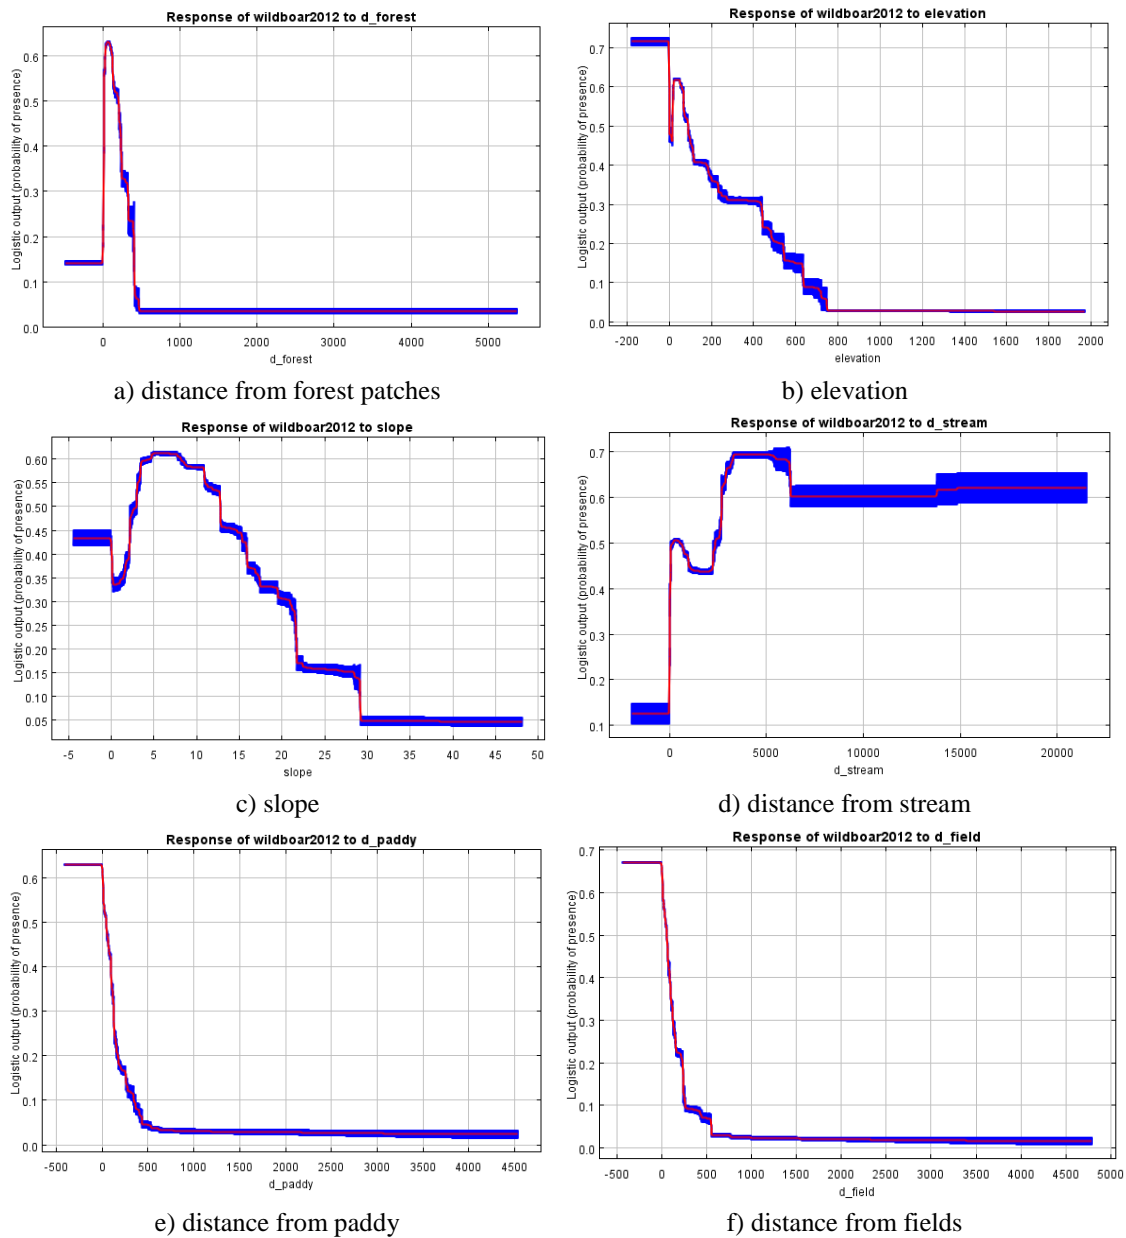 Response of wildboar2012 to d_forest
Logistic output (probability of presence)
0.6
0.5
0.4
0.3
0.2
0.1
0.0
0 1000 2000 3000 4000 5000
d_forest
a) distance from forest patches
Response of wildboar2012 to elevation
Logistic output (probability of presence)
0.7
0.6
0.5
0.4
0.3
0.2
0.1
0.0
-200 0 200 400 600 800 1000 1200 1400 1600 1800 2000
elevation
b) elevation
Response of wildboar2012 to slope
Logistic output (probability of presence)
0.60
0.55
0.50
0.45
0.40
0.35
0.30
0.25
0.20
0.15
0.10
0.05
-5 0 5 10 15 20 25 30 35 40 45 50
slope
c) slope
Response of wildboar2012 to d_stream
Logistic output (probability of presence)
0.7
0.6
0.5
0.4
0.3
0.2
0.1
0 5000 10000 15000 20000
d_stream
d) distance from stream
Response of wildboar2012 to d_paddy
Logistic output (probability of presence)
0.6
0.5
0.4
0.3
0.2
0.1
0.0
-500 0 500 1000 1500 2000 2500 3000 3500 4000 4500
d_paddy
e) distance from paddy
Response of wildboar2012 to d_field
Logistic output (probability of presence)
0.7
0.6
0.5
0.4
0.3
0.2
0.1
0.0
-500 0 500 1000 1500 2000 2500 3000 3500 4000 4500 5000
d_field
f) distance from fields